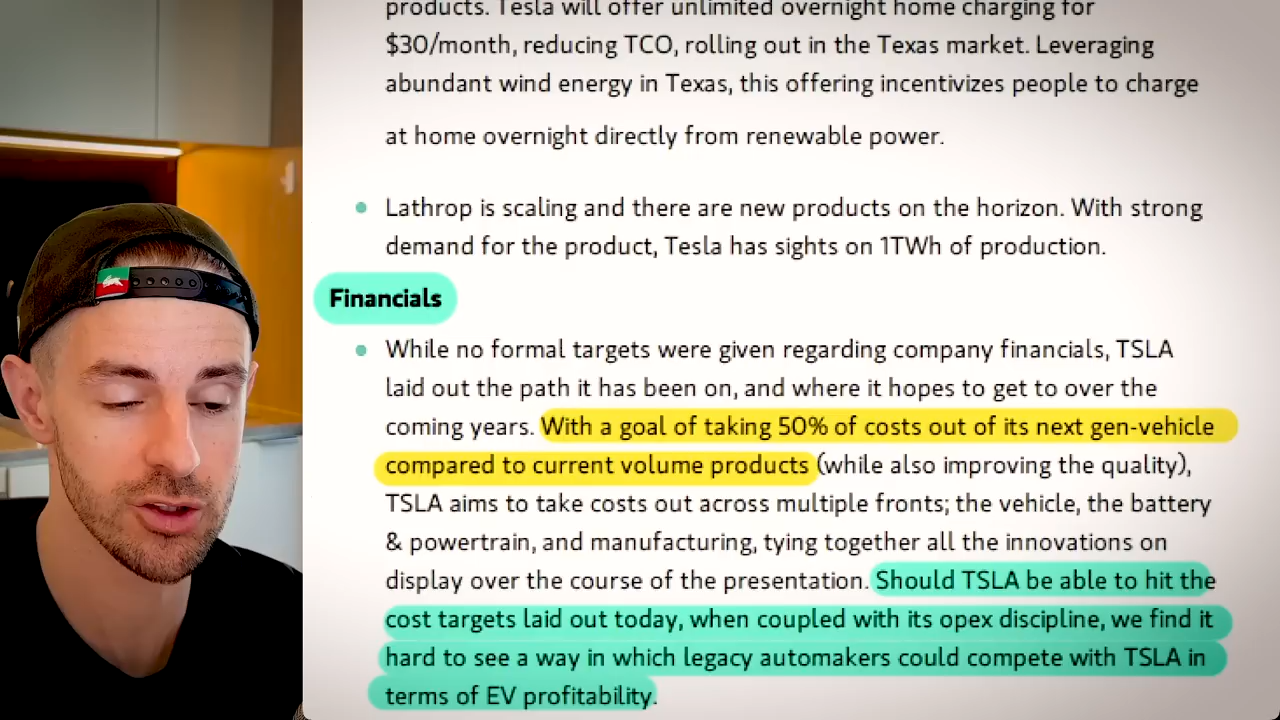 products. Tesla will offer unlimited overnight home charging for
$30/month, reducing TCO, rolling out in the Texas market. Leveraging
abundant wind energy in Texas, this offering incentivizes people to charge
at home overnight directly from renewable power.
Lathrop is scaling and there are new products on the horizon. With strong
demand for the product, Tesla has sights on 1TWh of production.
Financials
While no formal targets were given regarding company financials, TSLA
laid out the path it has been on, and where it hopes to get to over the
coming years. With a goal of taking 50% of costs out of its next gen-vehicle
compared to current volume products (while also improving the quality),
TSLA aims to take costs out across multiple fronts; the vehicle, the battery
& powertrain, and manufacturing, tying together all the innovations on
display over the course of the presentation. Should TSLA be able to hit the
cost targets laid out today, when coupled with its opex discipline, we find it
hard to see a way in which legacy automakers could compete with TSLA in
terms of EV profitability.